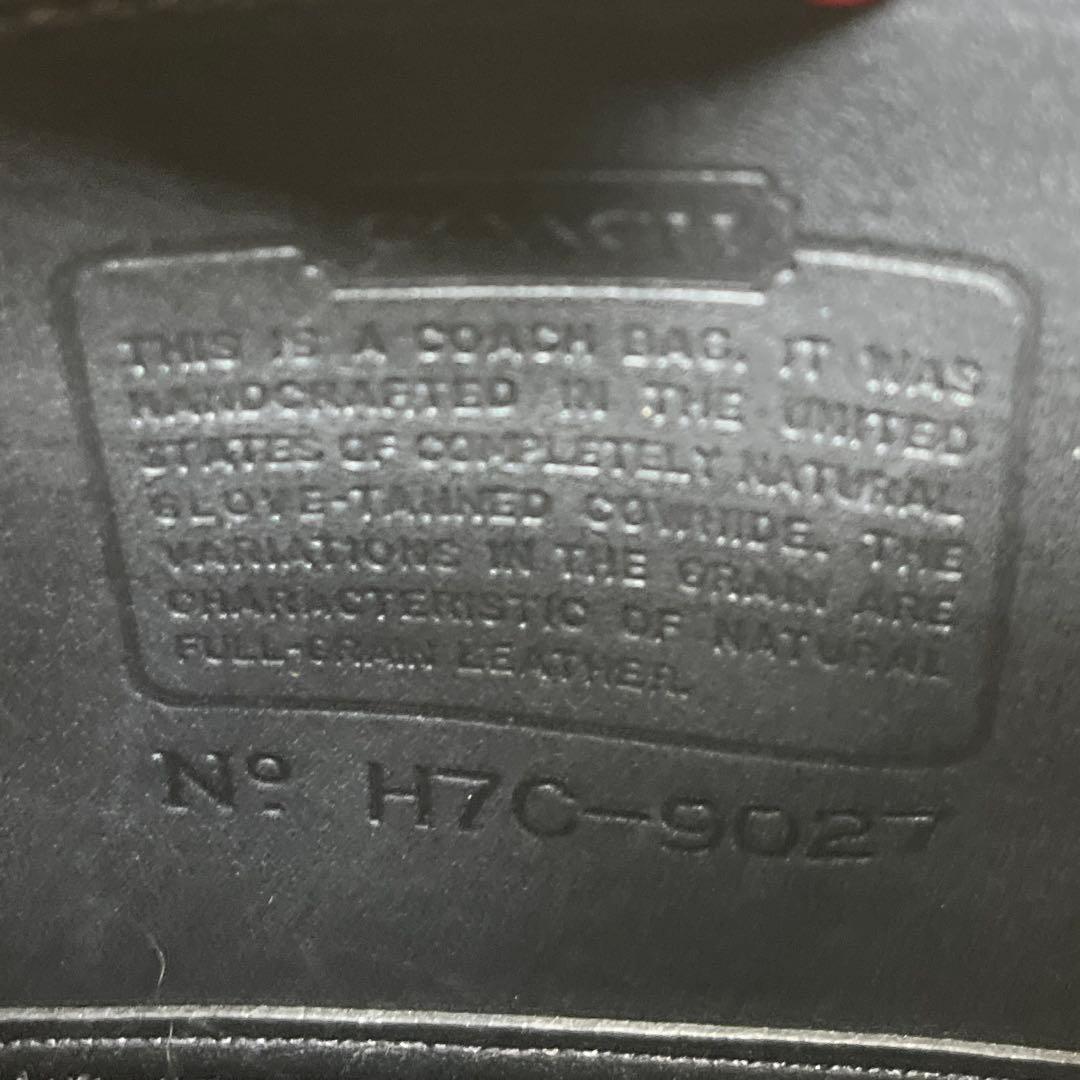 COACH
THIS IS A COACH BAG. IT WAS
HANDCRAFTED IN THE UNITED
STATES OF COMPLETELY NATURAL
GLOVE-TANNED COWHIDE. THE
VARIATIONS IN THE GRAIN ARE
CHARACTERISTIC OF NATURAL
FULL-GRAIN LEATHER.
Nº H7C-9027